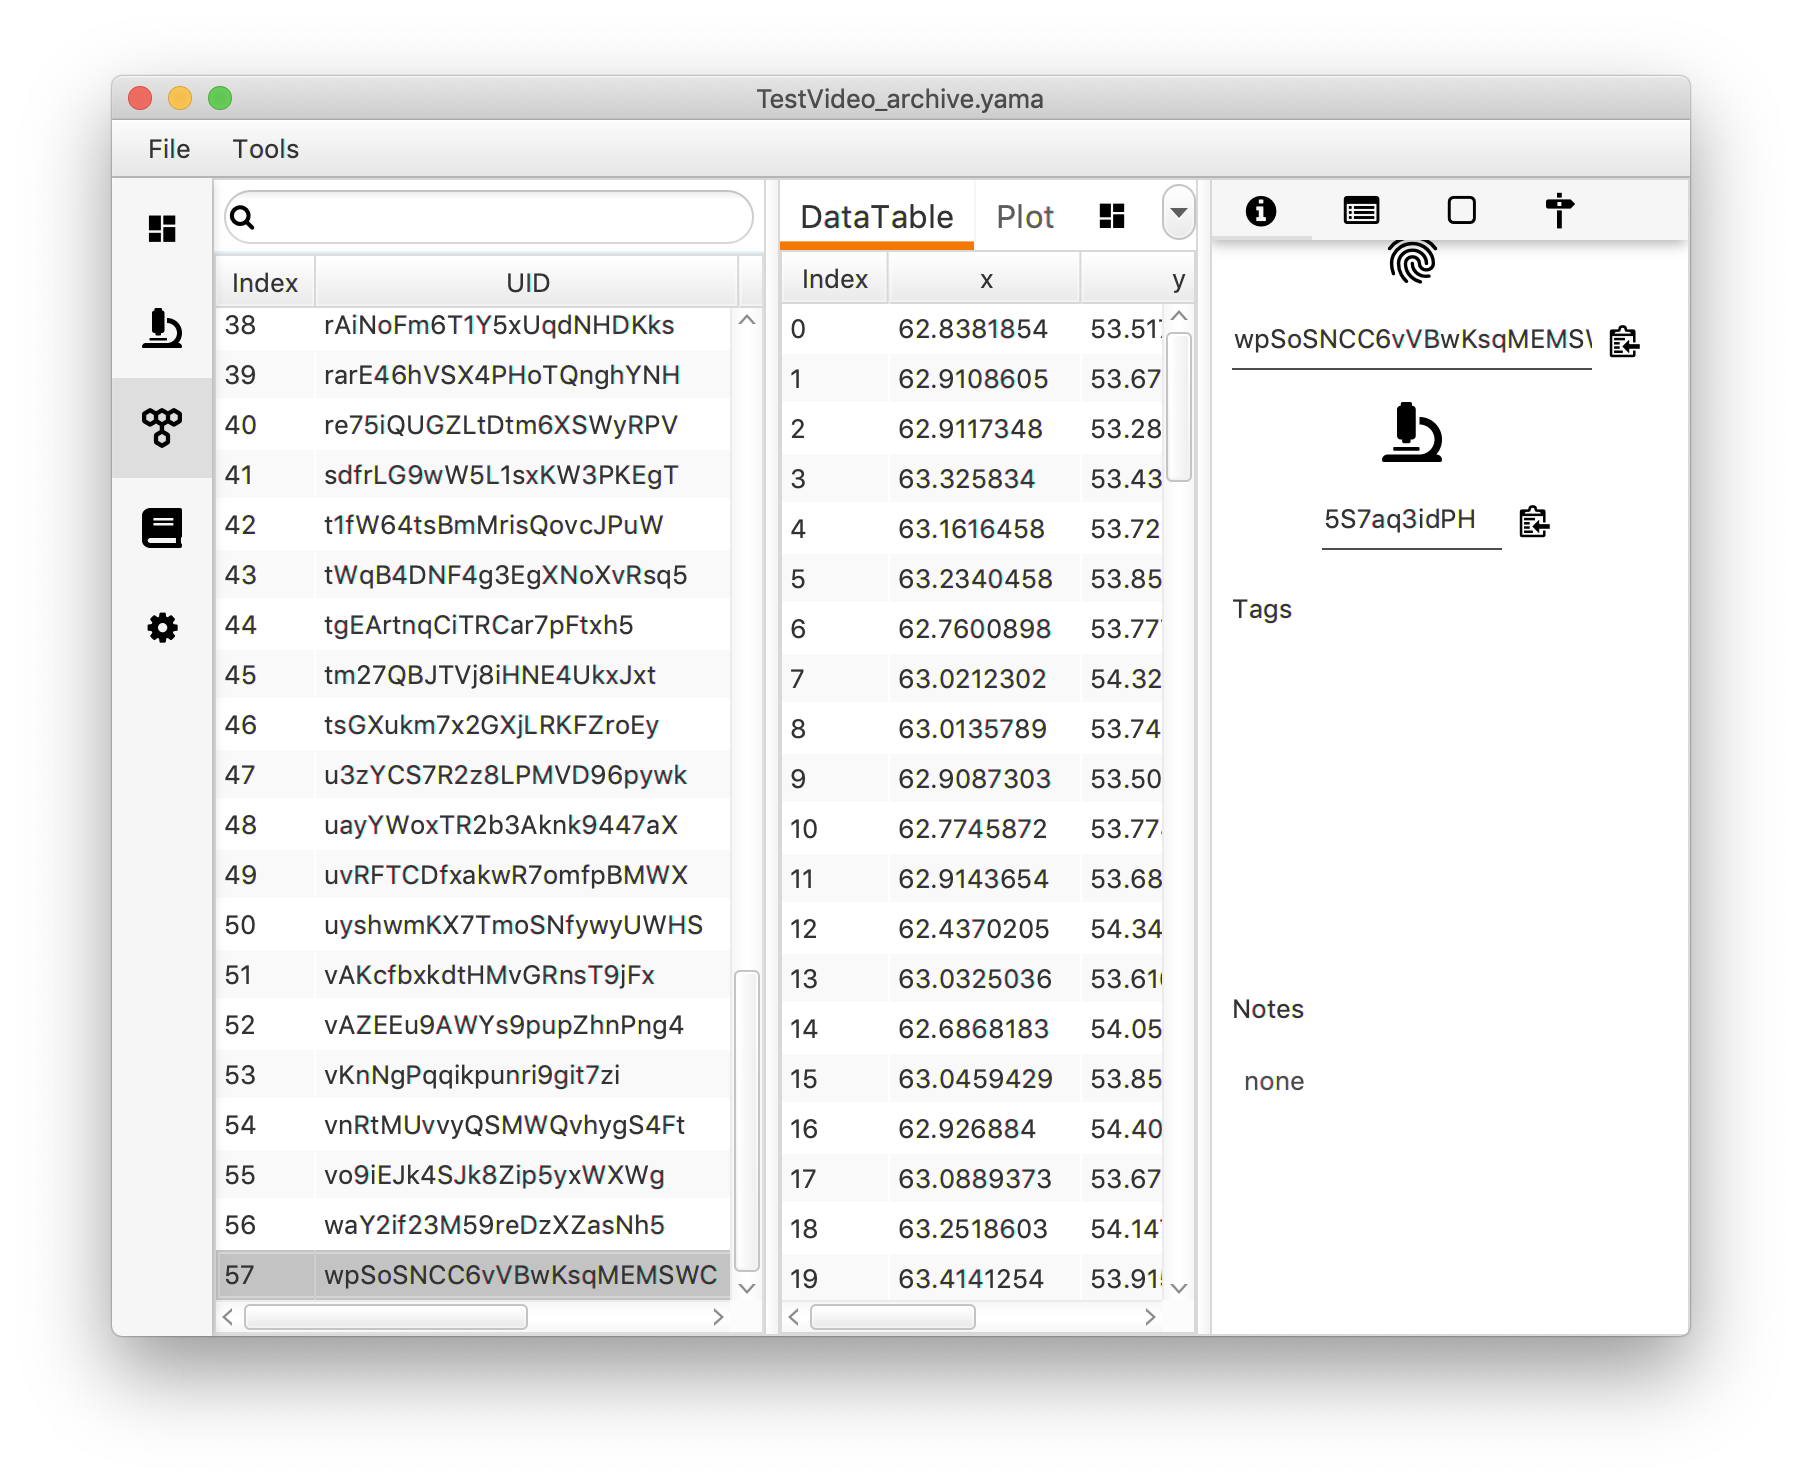 TestVideo_archive.yama
File Tools
Index UID
38 rAiNoFm6T1Y5xUqdNHDKks
39 rarE46hVSX4PHoTQnghYNH
40 re75iQUGZLtDtm6XSWyRPV
41 sdfrLG9wW5L1sxKW3PKEgT
42 t1fW64tsBmMrisQovcJPuW
43 tWqB4DNF4g3EgXNoXvRsq5
44 tgEArtnqCiTRCar7pFtxh5
45 tm27QBJTVj8iHNE4UkxJxt
46 tsGXukm7x2GXjLRKFZroEy
47 u3zYCS7R2z8LPMVD96pywk
48 uayYWoxTR2b3Aknk9447aX
49 uvRFTCDfxakwR7omfpBMWX
50 uyshwmKX7TmoSNfywyUWHS
51 vAKcfbxkdtHMvGRnsT9jFx
52 vAZEEu9AWYs9pupZhnPng4
53 vKnNgPqqikpunri9git7zi
54 vnRtMUvvyQSMWQvhygS4Ft
55 vo9iEJk4SJk8Zip5yxWXWg
56 waY2if23M59reDzXZasNh5
57 wpSoSNCC6vVBwKsqMEMSWC
DataTable Plot
Index x y
0 62.8381854 53.517
1 62.9108605 53.67
2 62.9117348 53.28
3 63.325834 53.43
4 63.1616458 53.72
5 63.2340458 53.85
6 62.7600898 53.777
7 63.0212302 54.32
8 63.0135789 53.74
9 62.9087303 53.50
10 62.7745872 53.77
11 62.9143654 53.68
12 62.4370205 54.34
13 63.0325036 53.61
14 62.6868183 54.05
15 63.0459429 53.85
16 62.926884 54.40
17 63.0889373 53.67
18 63.2518603 54.147
19 63.4141254 53.91
wpSoSNCC6vVBwKsqMEMSW
5S7aq3idPH
Tags
Notes
none